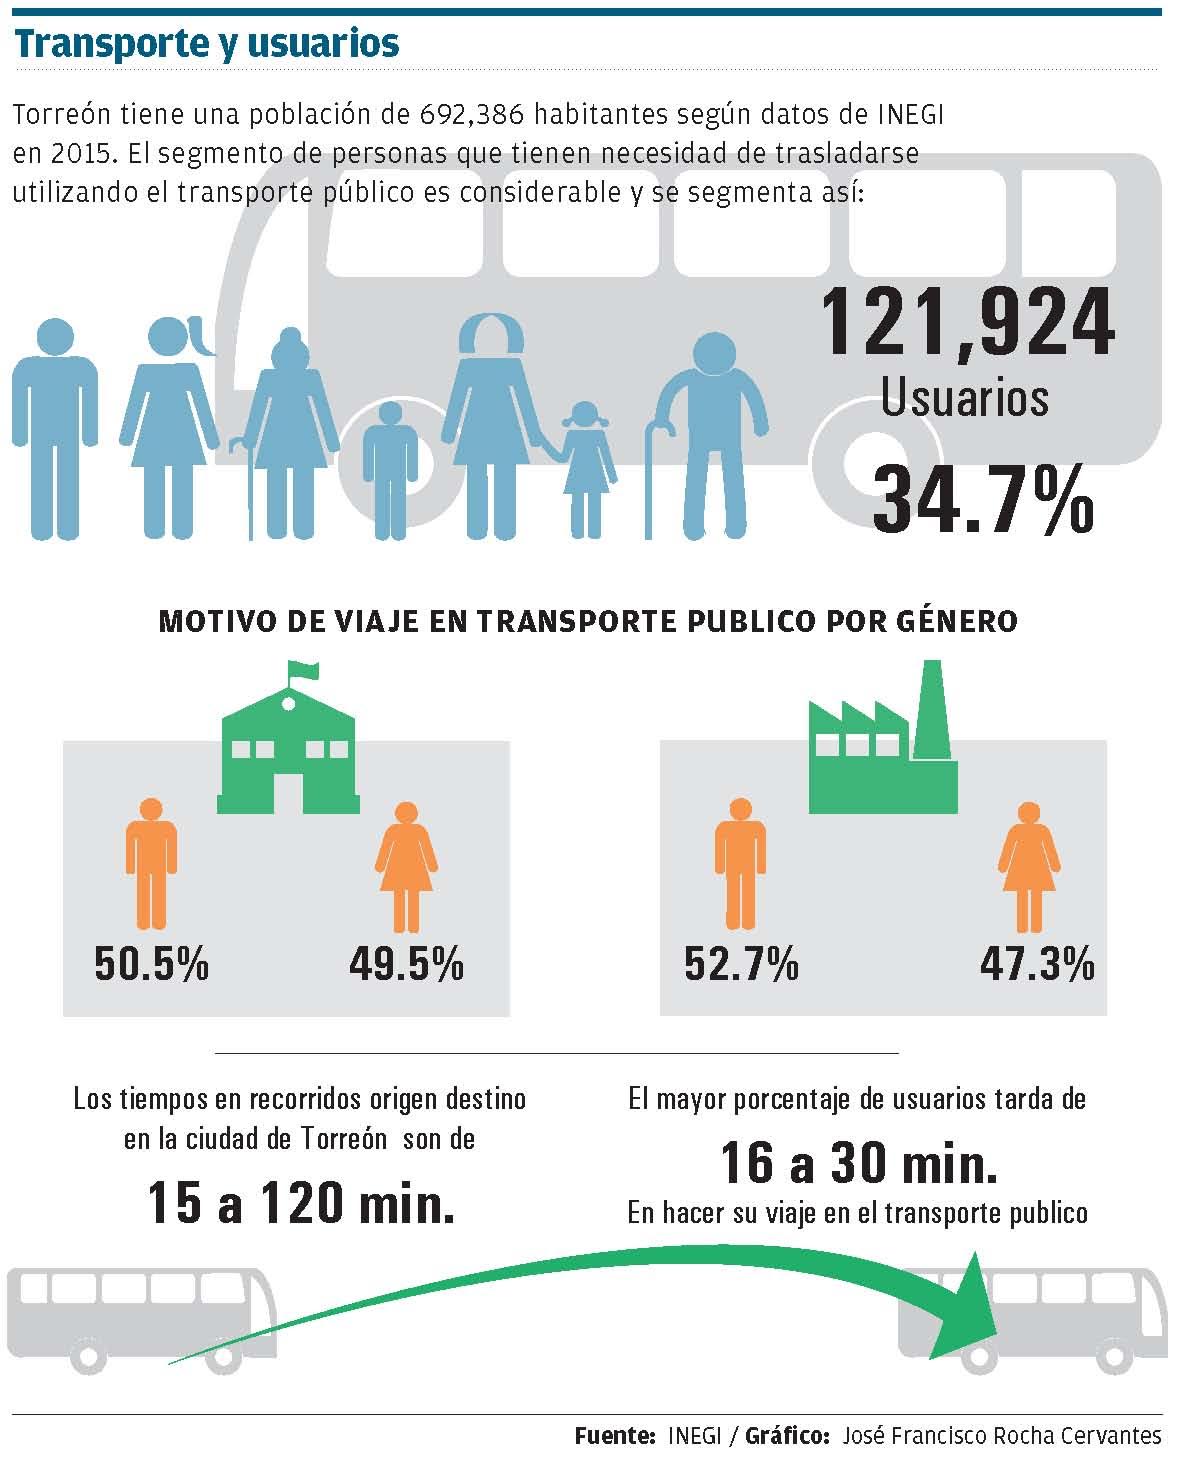 Transporte y usuarios
Torreón tiene una población de 692,386 habitantes según datos de INEGI
en 2015. El segmento de personas que tienen necesidad de trasladarse
utilizando el transporte público es considerable y se segmenta así:
121,924
Usuarios
34.7%
MOTIVO DE VIAJE EN TRANSPORTE PUBLICO POR GÉNERO
50.5% 49.5% 52.7% 47.3%
Los tiempos en recorridos origen destino
en la ciudad de Torreón son de
15 a 120 min.
El mayor porcentaje de usuarios tarda de
16 a 30 min.
En hacer su viaje en el transporte publico
Fuente: INEGI / Gráfico: José Francisco Rocha Cervantes